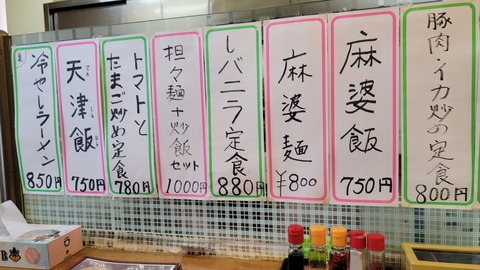 豚肉・イカ炒め定食
800円
麻婆飯
750円
麻婆麺
¥800
レバニラ定食
880円
担々麺+炒飯
セット
1000円
トマトと
たまご炒め定食
780円
天津飯
750円
冷やしラーメン
850円